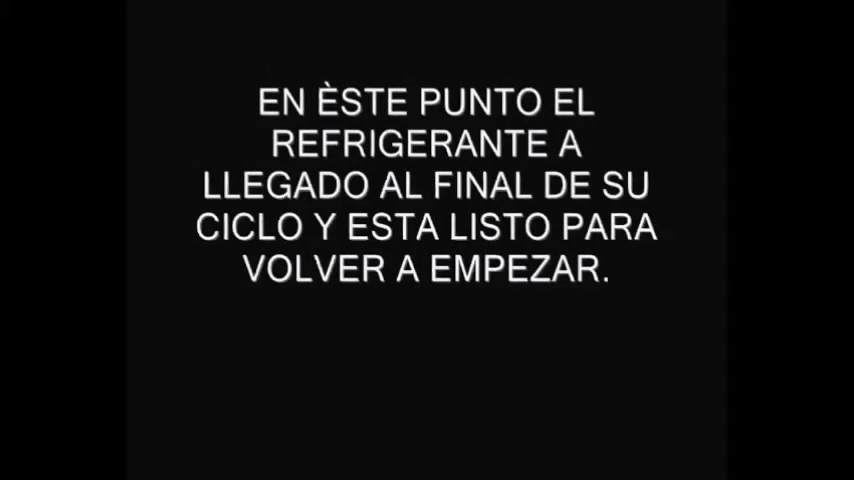 EN ÈSTE PUNTO EL
REFRIGERANTE A
LLEGADO AL FINAL DE SU
CICLO Y ESTA LISTO PARA
VOLVER A EMPEZAR.